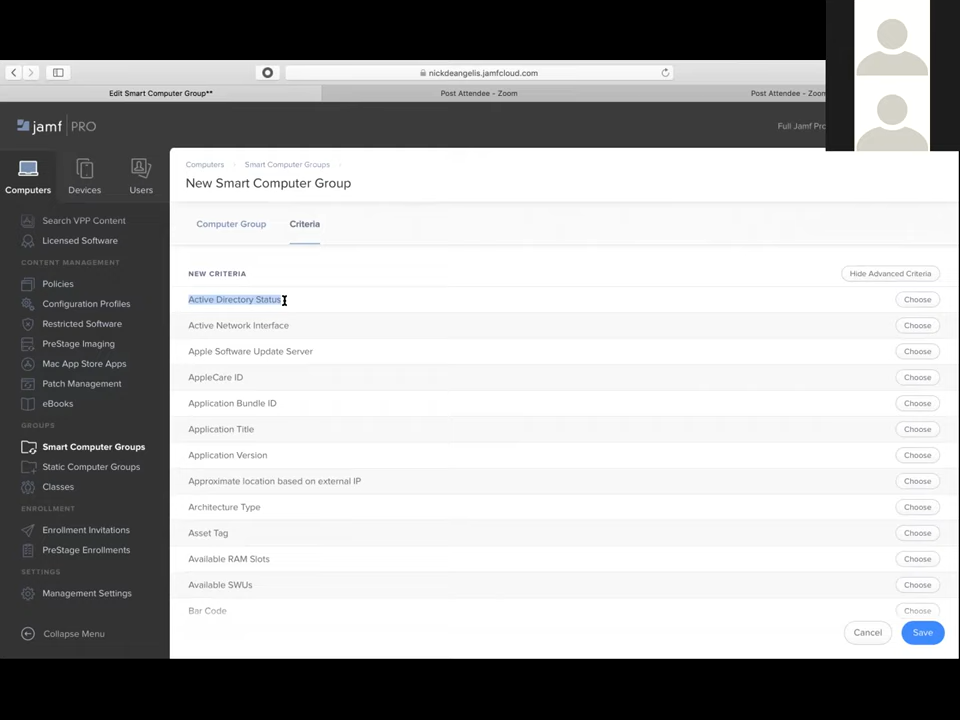 nickdeangelis.jamfcloud.com
Edit Smart Computer Group**
Post Attendee - Zoom
Post Attendee - Zoom
jamf PRO
Full Jamf Pro
Computers
Devices
Users
Search VPP Content
Licensed Software
CONTENT MANAGEMENT
Policies
Configuration Profiles
Restricted Software
PreStage Imaging
Mac App Store Apps
Patch Management
eBooks
GROUPS
Smart Computer Groups
Static Computer Groups
Classes
ENROLLMENT
Enrollment Invitations
PreStage Enrollments
SETTINGS
Management Settings
Collapse Menu
Computers
Smart Computer Groups
New Smart Computer Group
Computer Group
Criteria
NEW CRITERIA
Hide Advanced Criteria
Active Directory Status
Choose
Active Network Interface
Choose
Apple Software Update Server
Choose
AppleCare ID
Choose
Application Bundle ID
Choose
Application Title
Choose
Application Version
Choose
Approximate location based on external IP
Choose
Architecture Type
Choose
Asset Tag
Choose
Available RAM Slots
Choose
Available SWUs
Choose
Bar Code
Choose
Cancel
Save